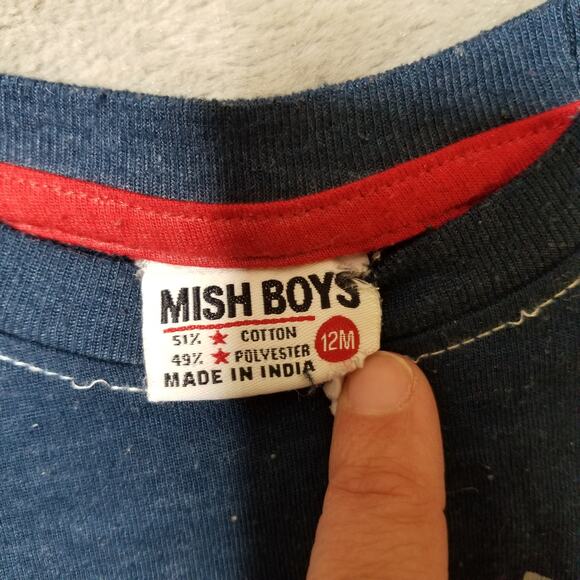 MISH BOYS
51% ★ COTTON
49% ★ POLYESTER
12M
MADE IN INDIA